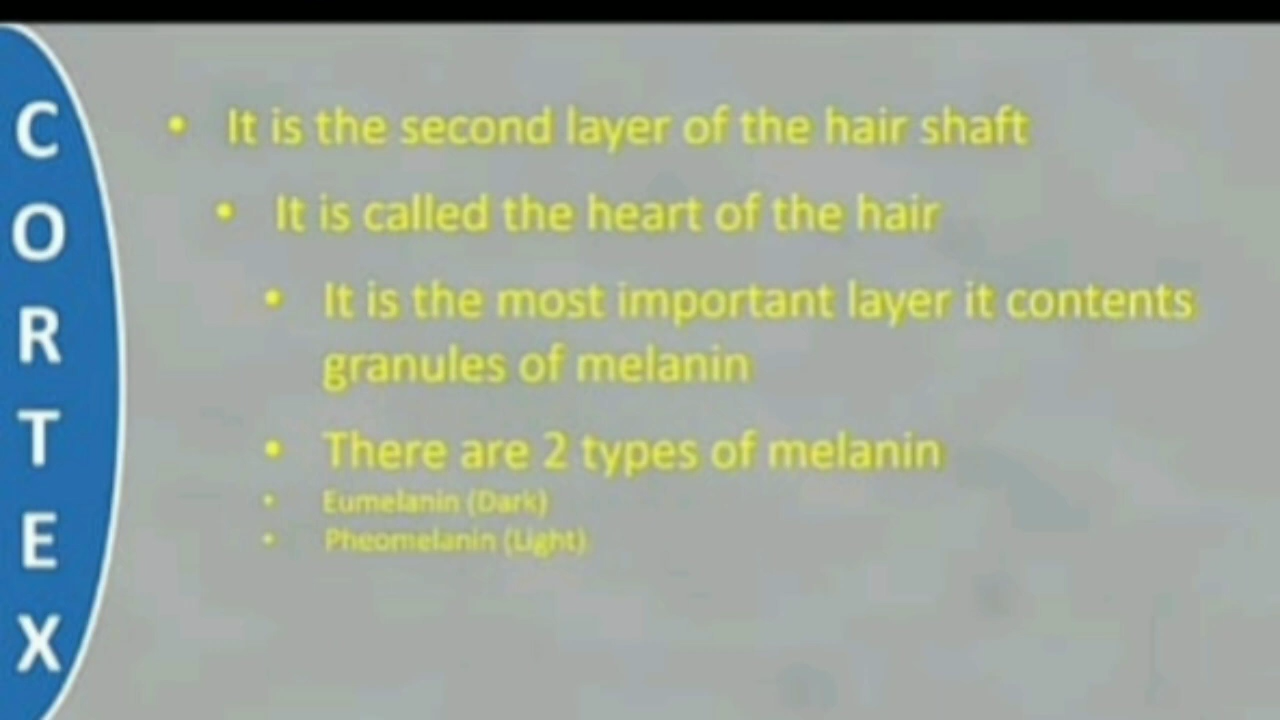 CORTEX
• It is the second layer of the hair shaft
• It is called the heart of the hair
• It is the most important layer it contents
granules of melanin
• There are 2 types of melanin
• Eumelanin (Dark)
• Pheomelanin (Light)